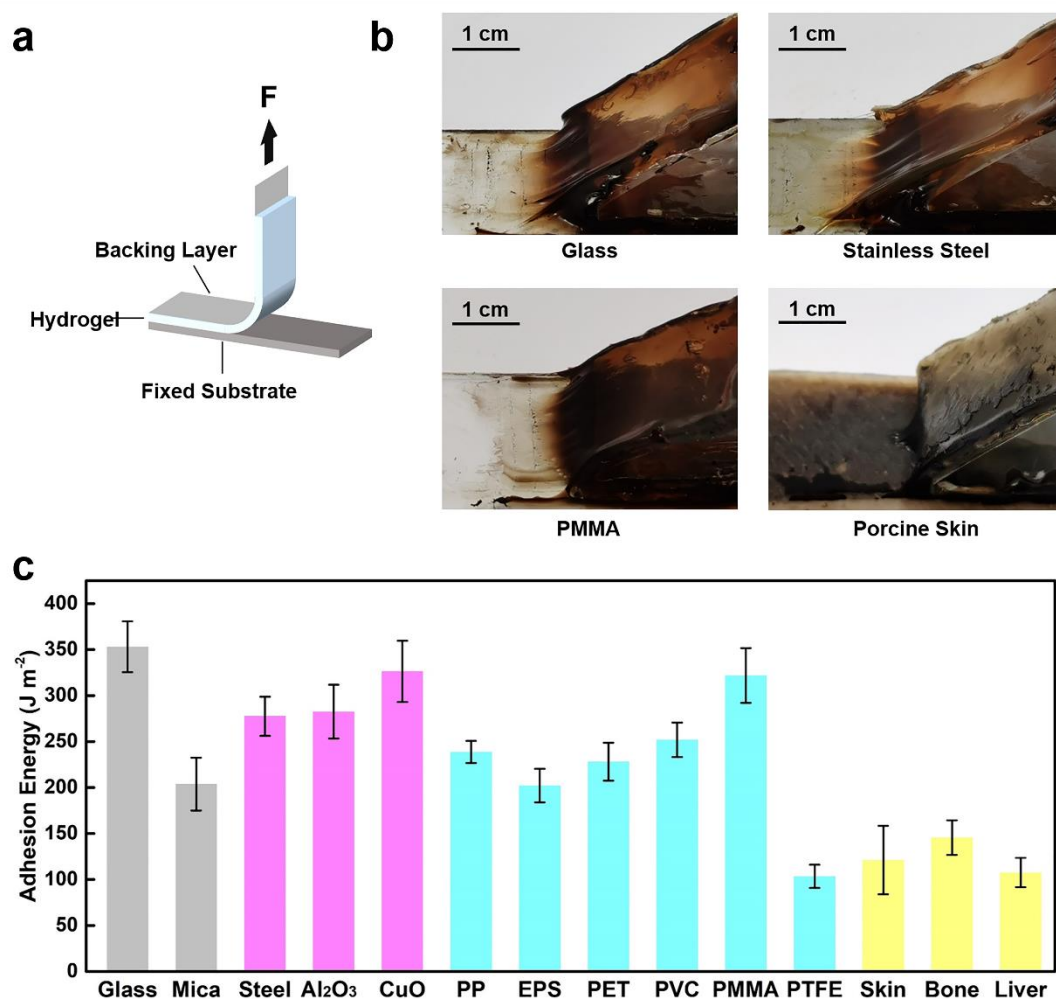 a
F
Backing Layer
Hydrogel
Fixed Substrate
b
1 cm
1 cm
Glass
Stainless Steel
1 cm
1 cm
PMMA
Porcine Skin
c
Adhesion Energy (J m⁻²)
400
350
300
250
200
150
100
50
0
Glass Mica Steel Al₂O₃ CuO PP EPS PET PVC PMMA PTFE Skin Bone Liver